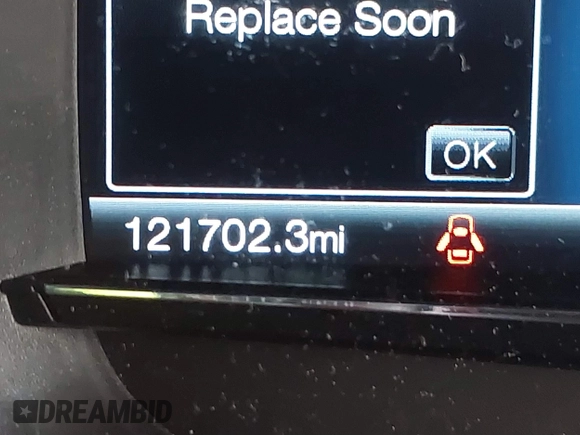 Replace Soon
OK
121702.3mi
DREAMBID